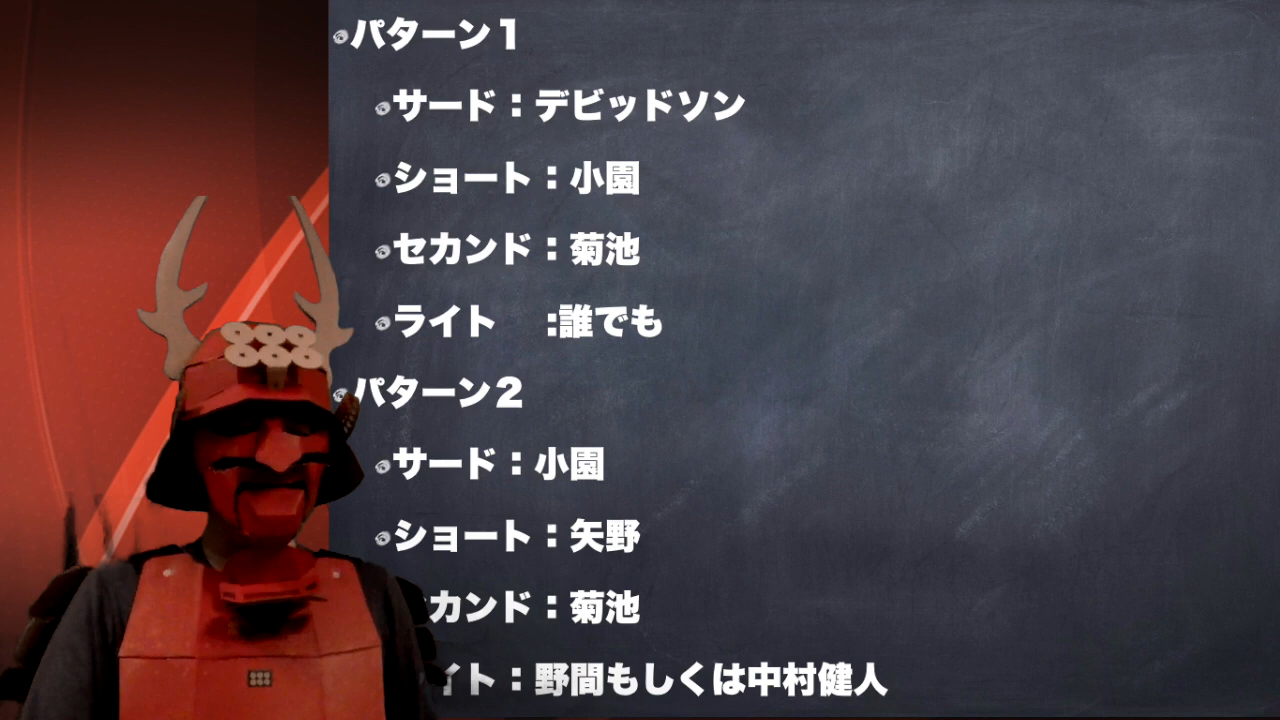 パターン１
サード：デビッドソン
ショート：小園
セカンド：菊池
ライト　:誰でも
パターン２
サード：小園
ショート：矢野
カンド：菊池
イト：野間もしくは中村健人